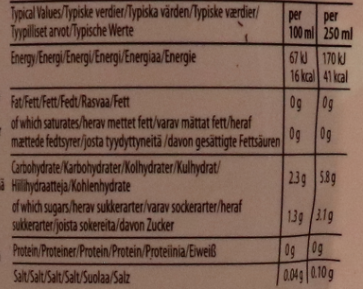 Typical Values/Typiske verdier/Typiska värden/Typiske værdier/ per per
Tyypilliset arvot/Typische Werte 100 ml 250 ml
Energy/Energi/Energi/Energi/Energiaa/Energie 67 kJ 170 kJ
16 kcal 41 kcal
Fat/Fett/Fett/Fedt/Rasvaa/Fett 0g 0g
of which saturates/herav mettet fett/varav mättat fett/heraf
mættede fedtsyrer/josta tyydyttyneitä /davon gesättigte Fettsäuren 0g 0g
Carbohydrate/Karbohydrater/Kolhydrater/Kulhydrat/
Hiilihydraatteja/Kohlenhydrate 2.3g 5.8g
of which sugars/herav sukkerarter/varav sockerarter/heraf
sukkerarter/joista sokereita/davon Zucker 1.3g 3.1g
Protein/Proteiner/Protein/Protein/Proteiinia/Eiweiß 0g 0g
Salt/Salt/Salt/Salt/Suolaa/Salz 0.04g 0.10 g